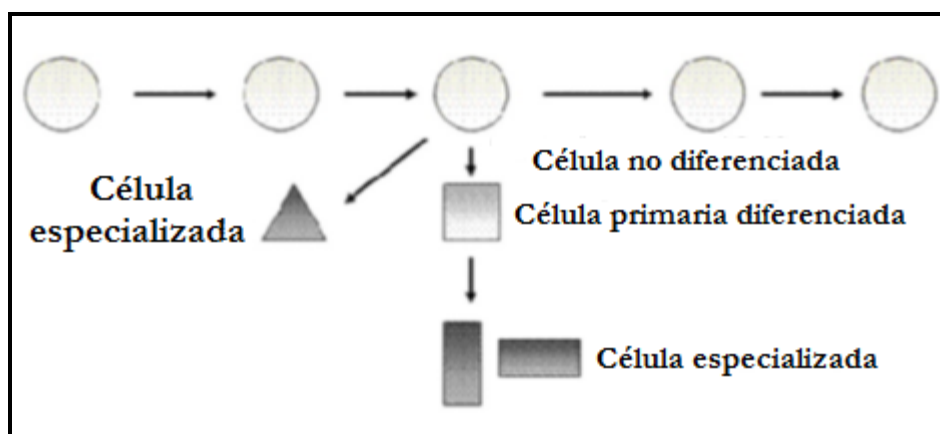 Célula no diferenciada
Célula
especializada
Célula primaria diferenciada
Célula especializada